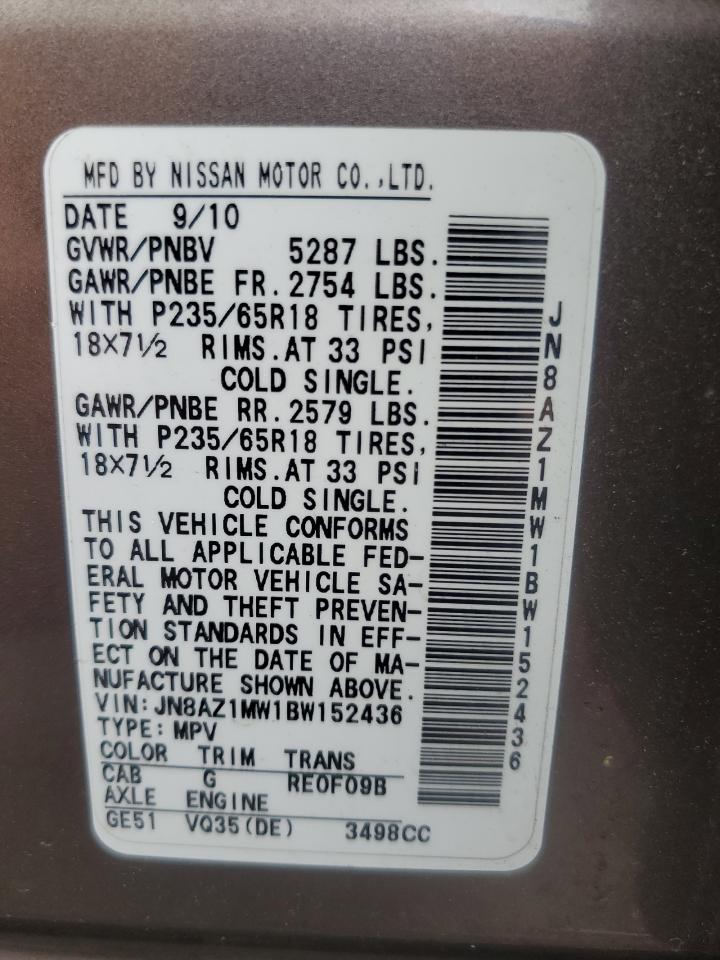 MFD BY NISSAN MOTOR CO.,LTD.
DATE 9/10
GVWR/PNBV 5287 LBS.
GAWR/PNBE FR.2754 LBS.
WITH P235/65R18 TIRES,
18X7½ RIMS.AT 33 PSI
COLD SINGLE.
GAWR/PNBE RR.2579 LBS.
WITH P235/65R18 TIRES,
18X7½ RIMS.AT 33 PSI
COLD SINGLE.
THIS VEHICLE CONFORMS
TO ALL APPLICABLE FED-
ERAL MOTOR VEHICLE SA-
FETY AND THEFT PREVEN-
TION STANDARDS IN EFF-
ECT ON THE DATE OF MA-
NUFACTURE SHOWN ABOVE.
VIN:JN8AZ1MW1BW152436
TYPE:MPV
COLOR TRIM TRANS
CAB G RE0F09B
AXLE ENGINE
GE51 VQ35(DE) 3498CC
JN8AZ1MW1BW152436